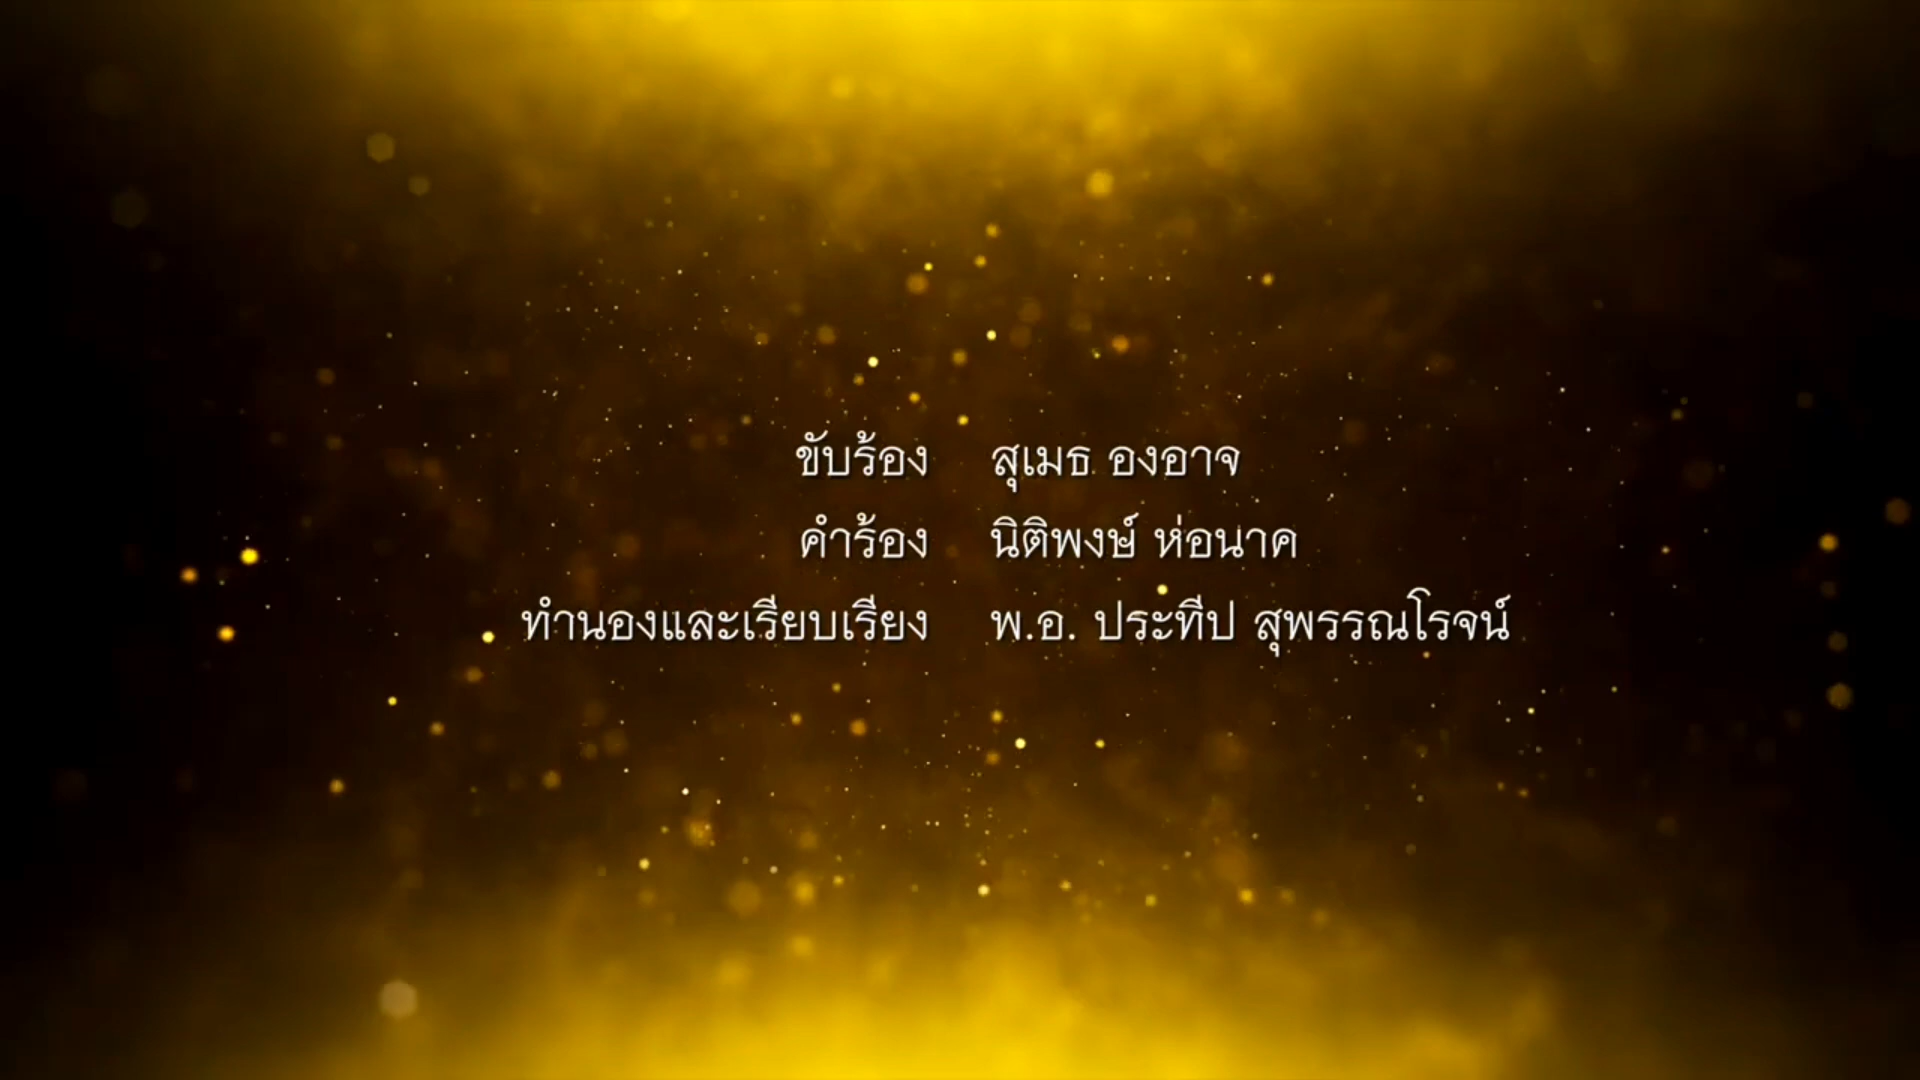 ขับร้อง สุเมธ องอาจ
คำร้อง นิติพงษ์ ห่อนาค
ทำนองและเรียบเรียง พ.อ. ประทีป สุพรรณโรจน์